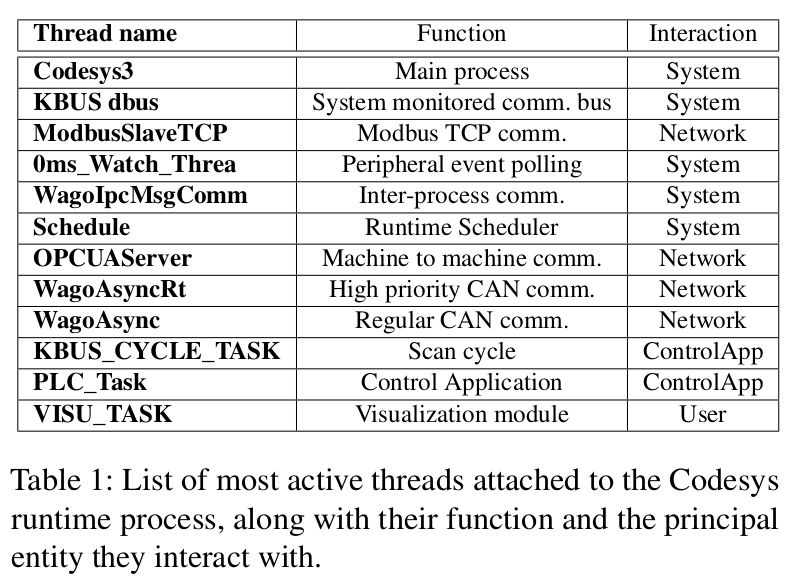 Thread name Function Interaction
Codesys3 Main process System
KBUS dbus System monitored comm. bus System
ModbusSlaveTCP Modbus TCP comm. Network
0ms_Watch_Threa Peripheral event polling System
WagoIpcMsgComm Inter-process comm. System
Schedule Runtime Scheduler System
OPCUAServer Machine to machine comm. Network
WagoAsyncRt High priority CAN comm. Network
WagoAsync Regular CAN comm. Network
KBUS_CYCLE_TASK Scan cycle ControlApp
PLC_Task Control Application ControlApp
VISU_TASK Visualization module User
Table 1: List of most active threads attached to the Codesys
runtime process, along with their function and the principal
entity they interact with.